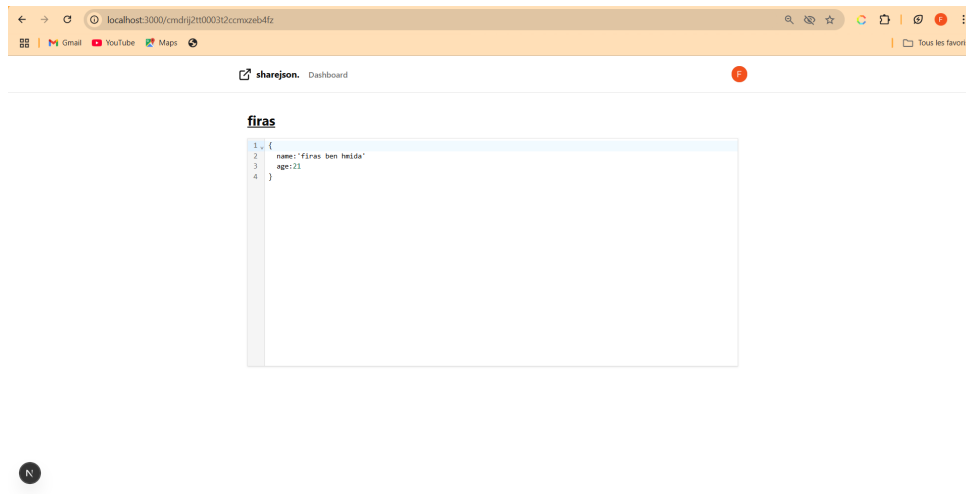 localhost:3000/cmdrij2tt0003t2ccmxzeb4fz
F
Gmail YouTube Maps
Tous les favori
sharejson. Dashboard F
firas
1 {
2 name:'firas ben hmida'
3 age:21
4 }
N